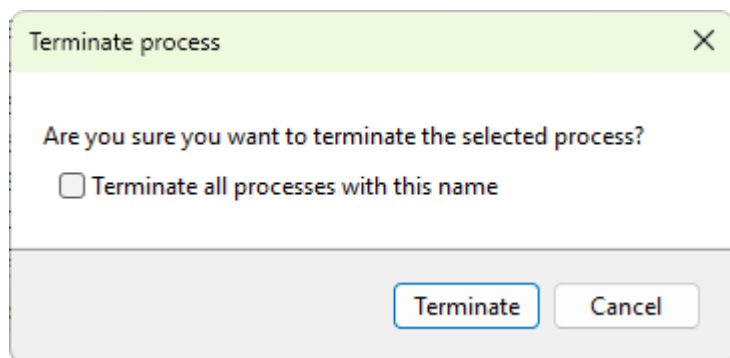 Terminate process
Are you sure you want to terminate the selected process?
Terminate all processes with this name
Terminate Cancel